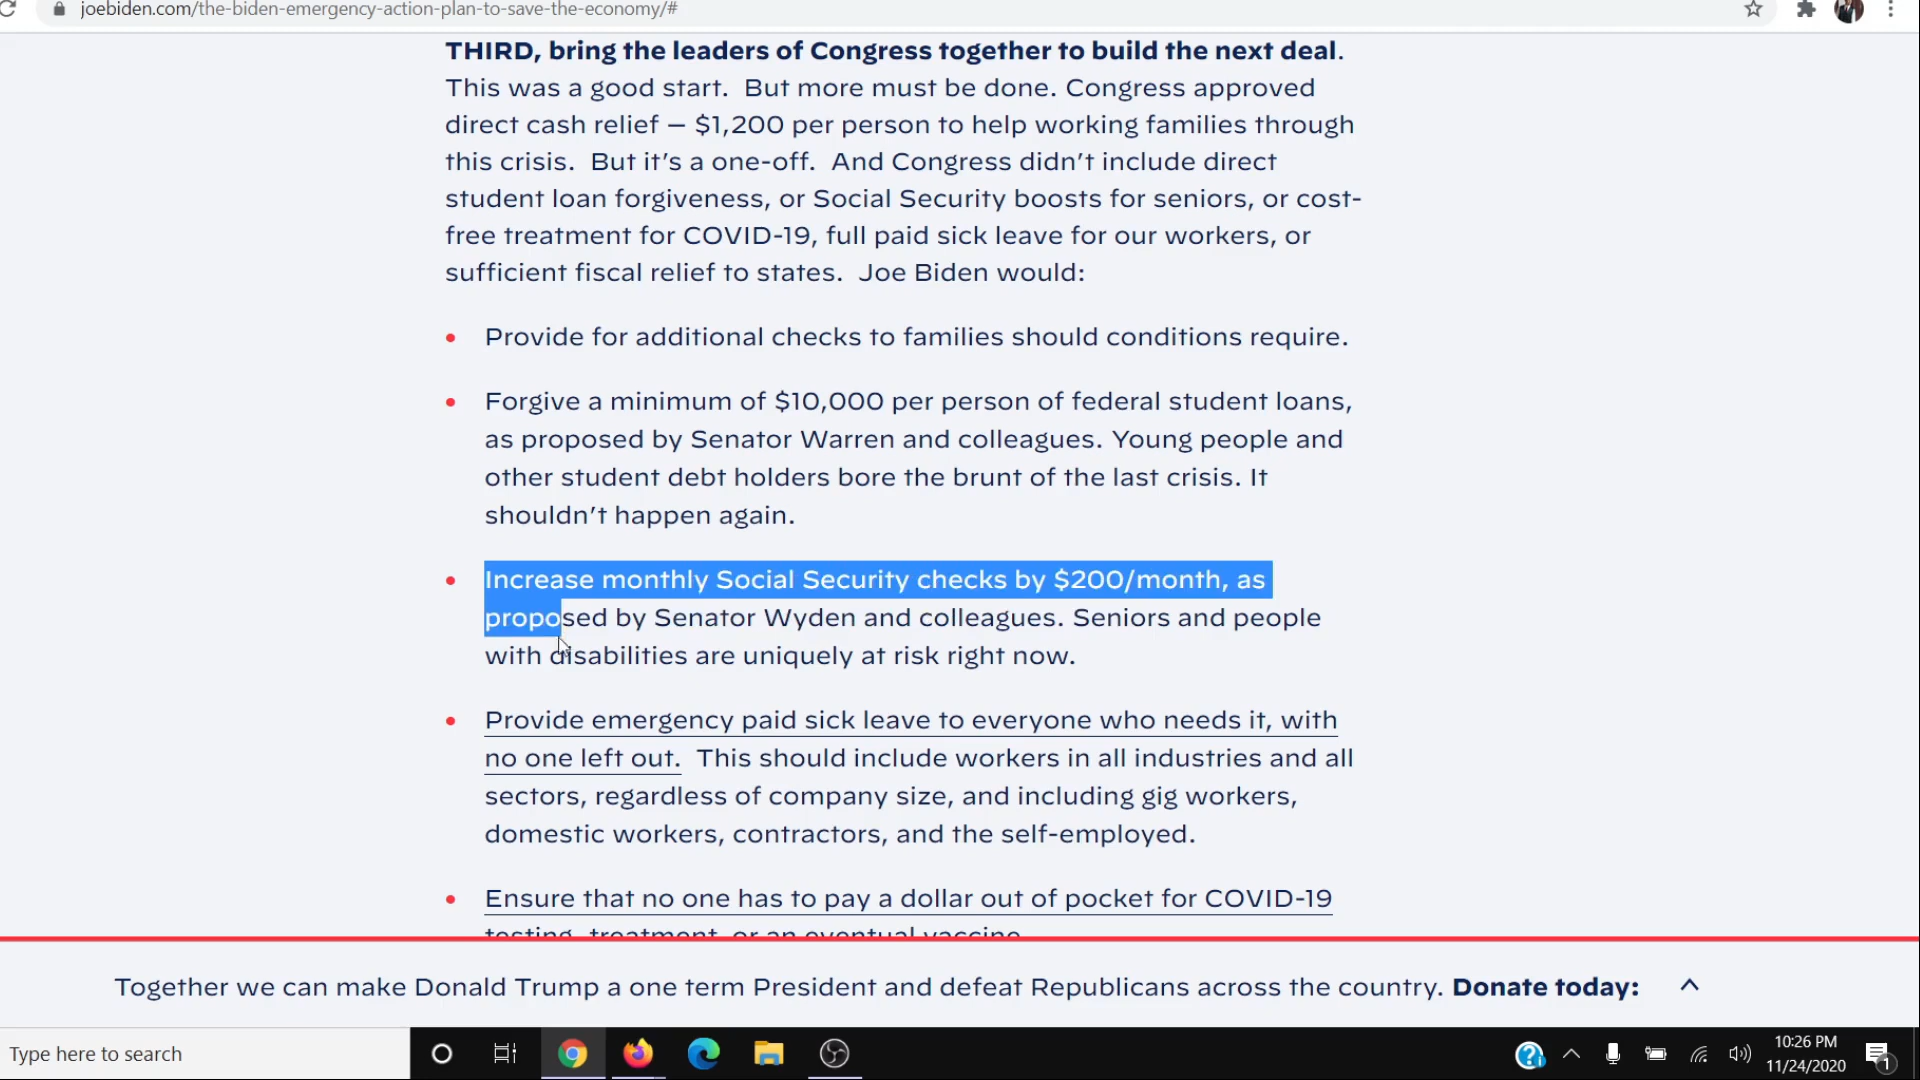 joebiden.com/the-biden-emergency-action-plan-to-save-the-economy/#
THIRD, bring the leaders of Congress together to build the next deal.
This was a good start.  But more must be done. Congress approved
direct cash relief – $1,200 per person to help working families through
this crisis.  But it’s a one-off.  And Congress didn’t include direct
student loan forgiveness, or Social Security boosts for seniors, or cost-
free treatment for COVID-19, full paid sick leave for our workers, or
sufficient fiscal relief to states.  Joe Biden would:
Provide for additional checks to families should conditions require.
Forgive a minimum of $10,000 per person of federal student loans,
as proposed by Senator Warren and colleagues. Young people and
other student debt holders bore the brunt of the last crisis. It
shouldn’t happen again.
Increase monthly Social Security checks by $200/month, as
proposed by Senator Wyden and colleagues. Seniors and people
with disabilities are uniquely at risk right now.
Provide emergency paid sick leave to everyone who needs it, with
no one left out.  This should include workers in all industries and all
sectors, regardless of company size, and including gig workers,
domestic workers, contractors, and the self-employed.
Ensure that no one has to pay a dollar out of pocket for COVID-19
testing, treatment, or an eventual vaccine
Together we can make Donald Trump a one term President and defeat Republicans across the country. Donate today:
Type here to search
10:26 PM
11/24/2020
1